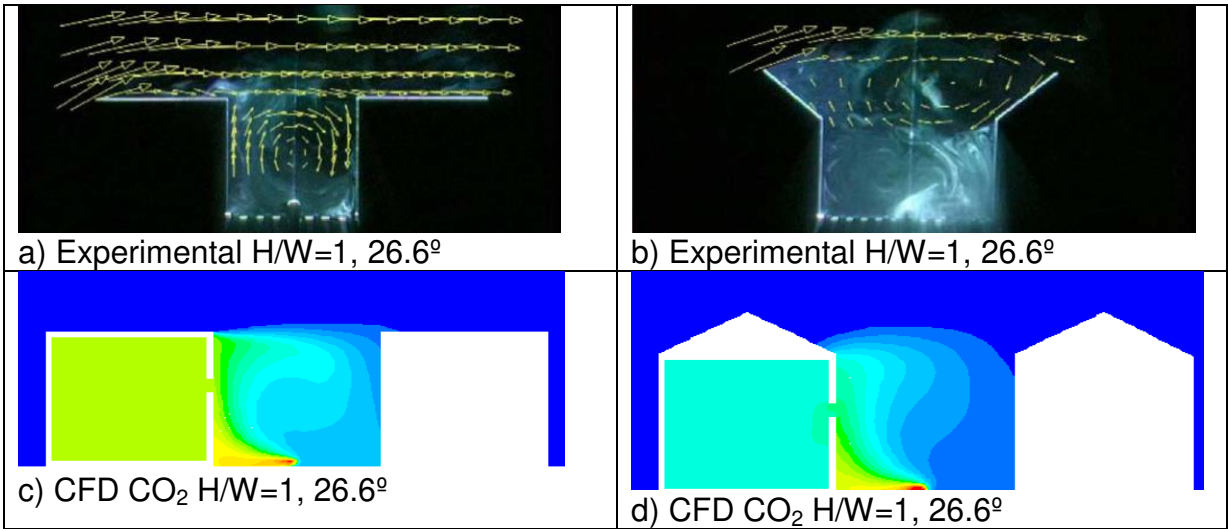 a) Experimental H/W=1, 26.6º
b) Experimental H/W=1, 26.6º
c) CFD CO₂ H/W=1, 26.6º
d) CFD CO₂ H/W=1, 26.6º